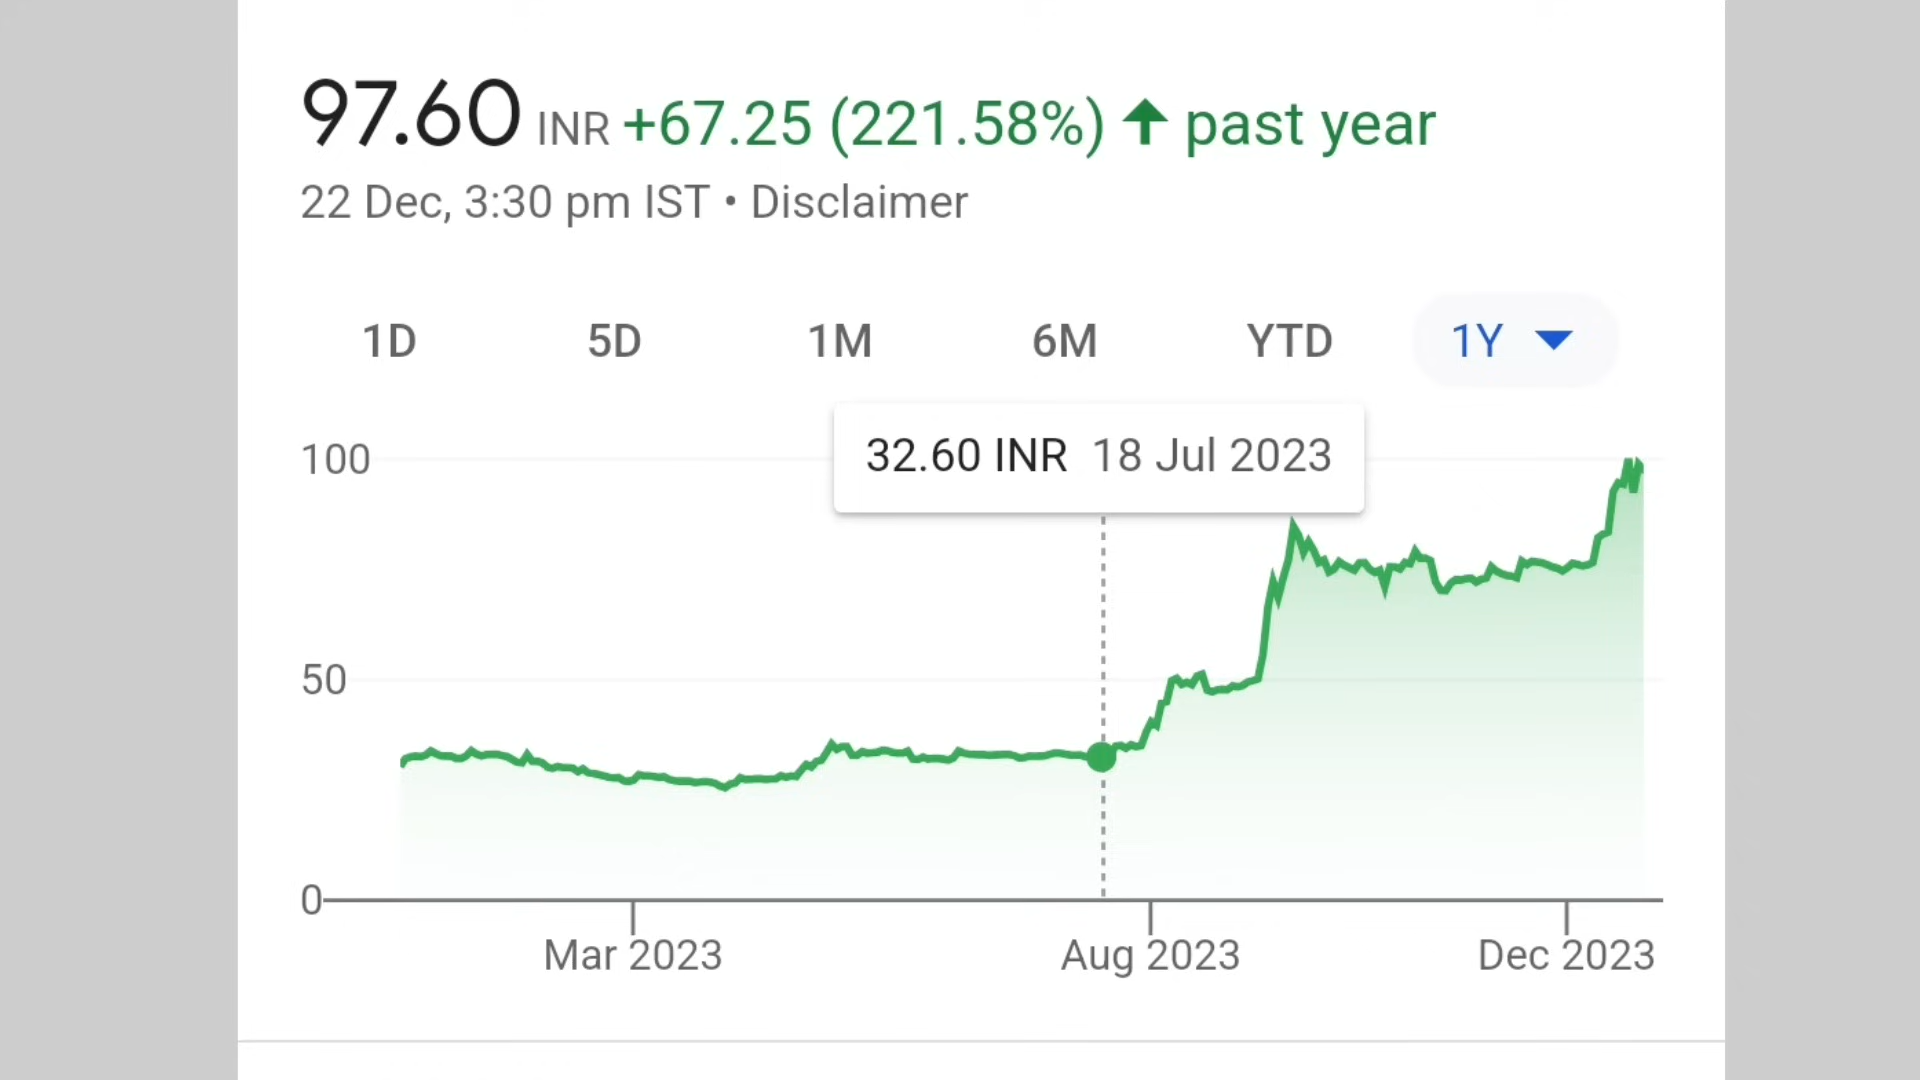 97.60 INR +67.25 (221.58%) ↑ past year
22 Dec, 3:30 pm IST • Disclaimer
1D 5D 1M 6M YTD 1Y
32.60 INR 18 Jul 2023
100
50
0
Mar 2023 Aug 2023 Dec 2023